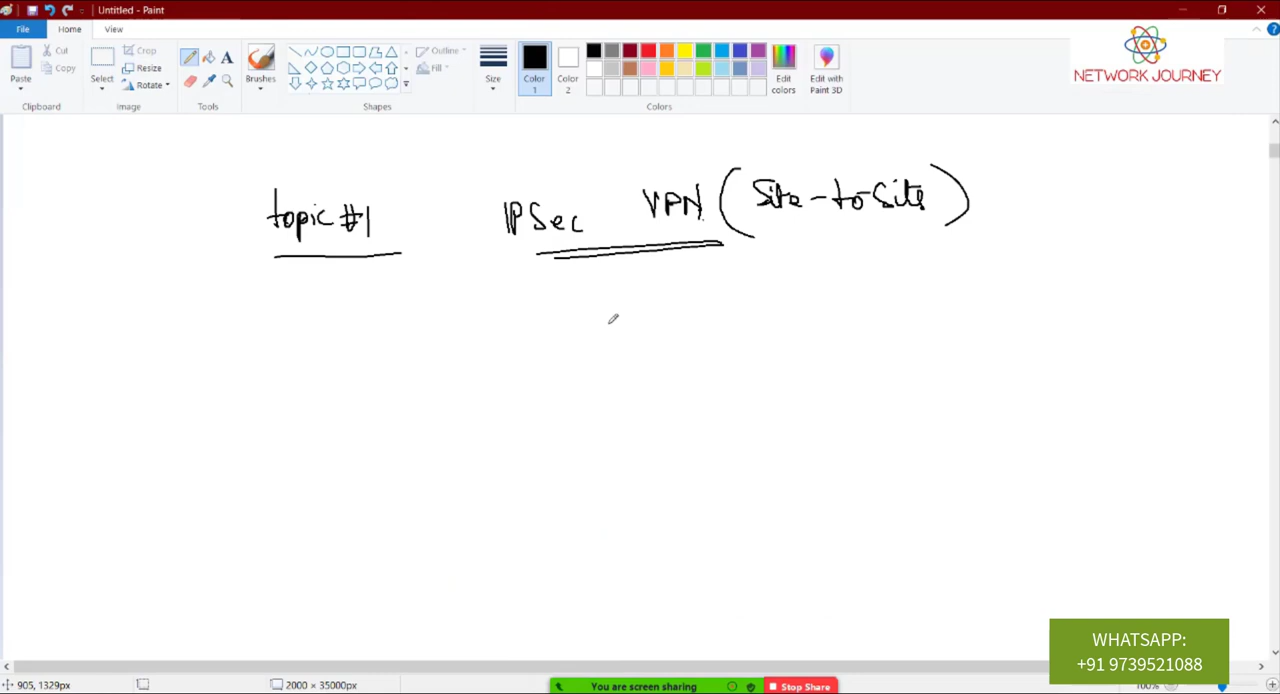 Untitled - Paint
File Home View
Cut Crop Outline
Copy Resize Fill
Paste Select Rotate Brushes Size Color 1 Color 2 Edit colors Edit with Paint 3D
Clipboard Image Tools Shapes Colors
NETWORK JOURNEY
topic #1 IPSec VPN (Site-to-Site)
WHATSAPP:
+91 9739521088
905, 1329px 2000 × 35000px You are screen sharing Stop Share 100%